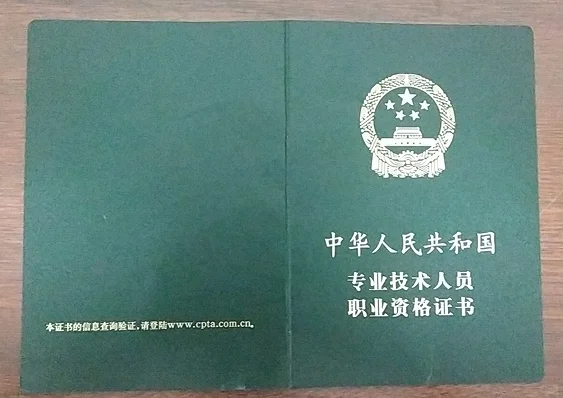 中华人民共和国
专业技术人员
职业资格证书
本证书的信息查询验证,请登陆www.cpta.com.cn。